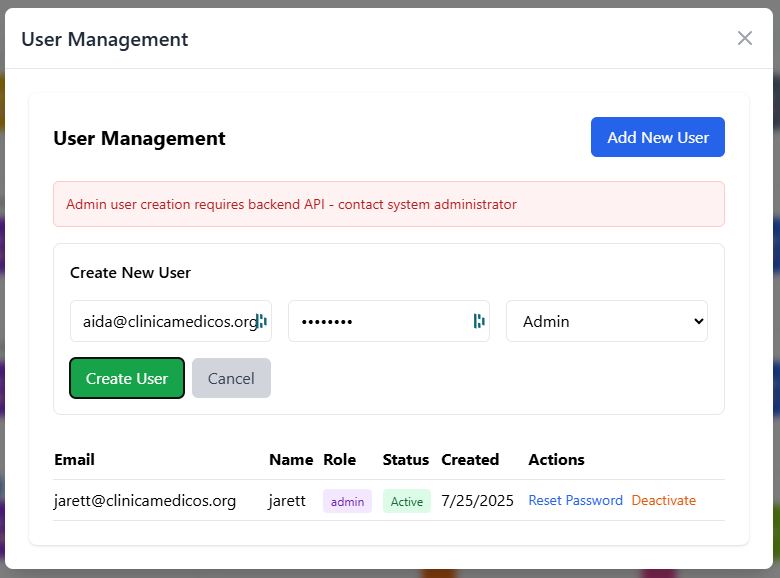 User Management
User Management
Add New User
Admin user creation requires backend API - contact system administrator
Create New User
aida@clinicamedicos.org
••••••••
Admin
Create User
Cancel
Email Name Role Status Created Actions
jarett@clinicamedicos.org jarett admin Active 7/25/2025 Reset Password Deactivate